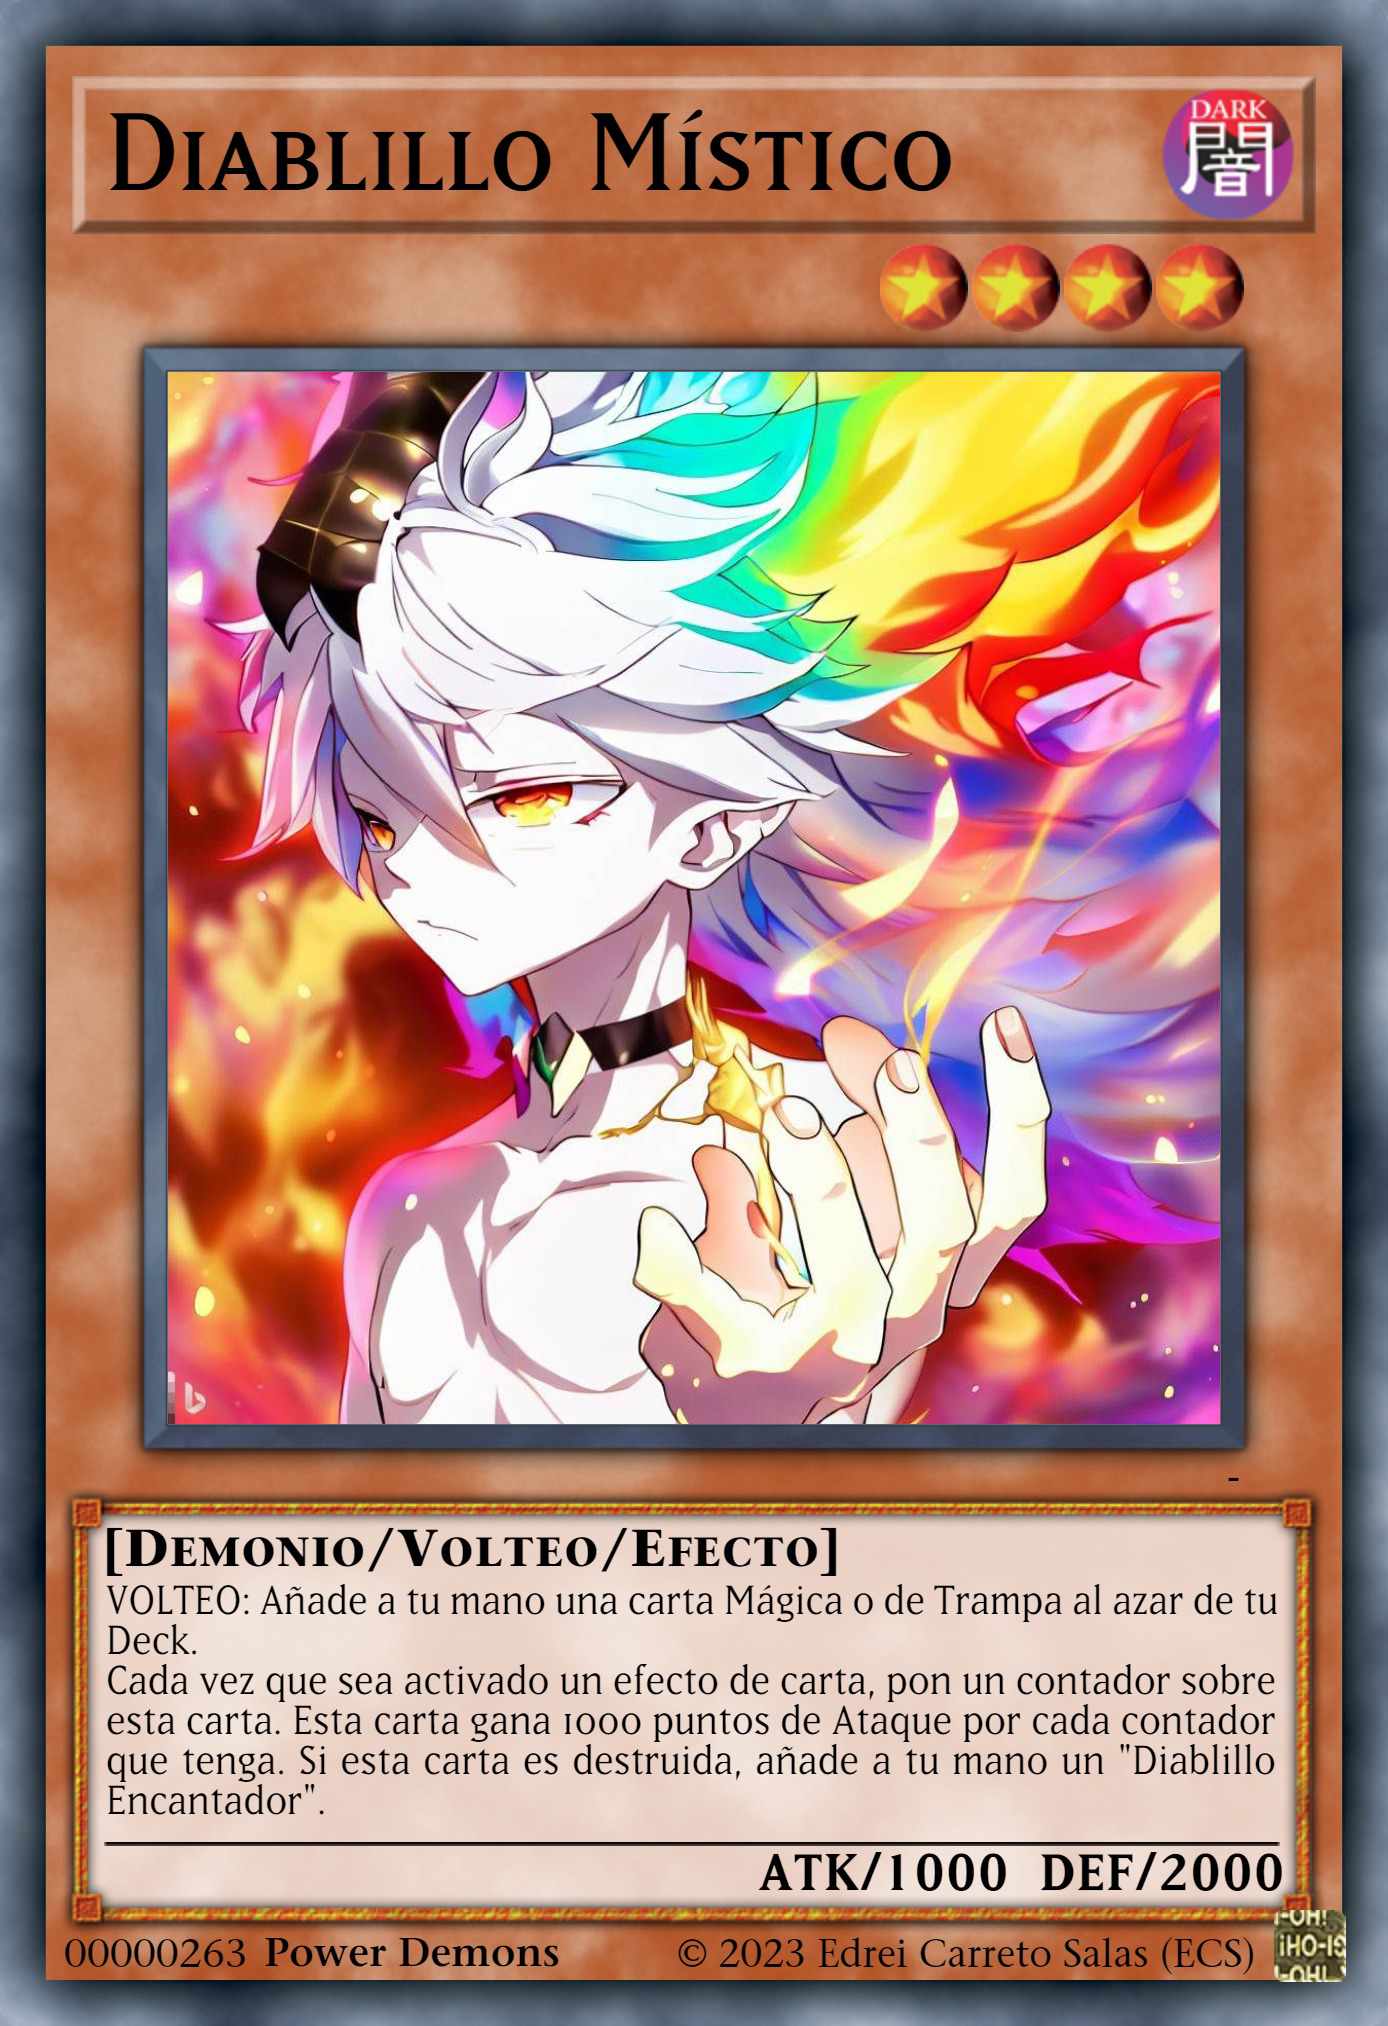 Diablillo Místico
DARK
闇
-
[Demonio/Volteo/Efecto]
VOLTEO: Añade a tu mano una carta Mágica o de Trampa al azar de tu
Deck.
Cada vez que sea activado un efecto de carta, pon un contador sobre
esta carta. Esta carta gana 1000 puntos de Ataque por cada contador
que tenga. Si esta carta es destruida, añade a tu mano un "Diablillo
Encantador".
ATK/1000 DEF/2000
00000263 Power Demons © 2023 Edrei Carreto Salas (ECS)